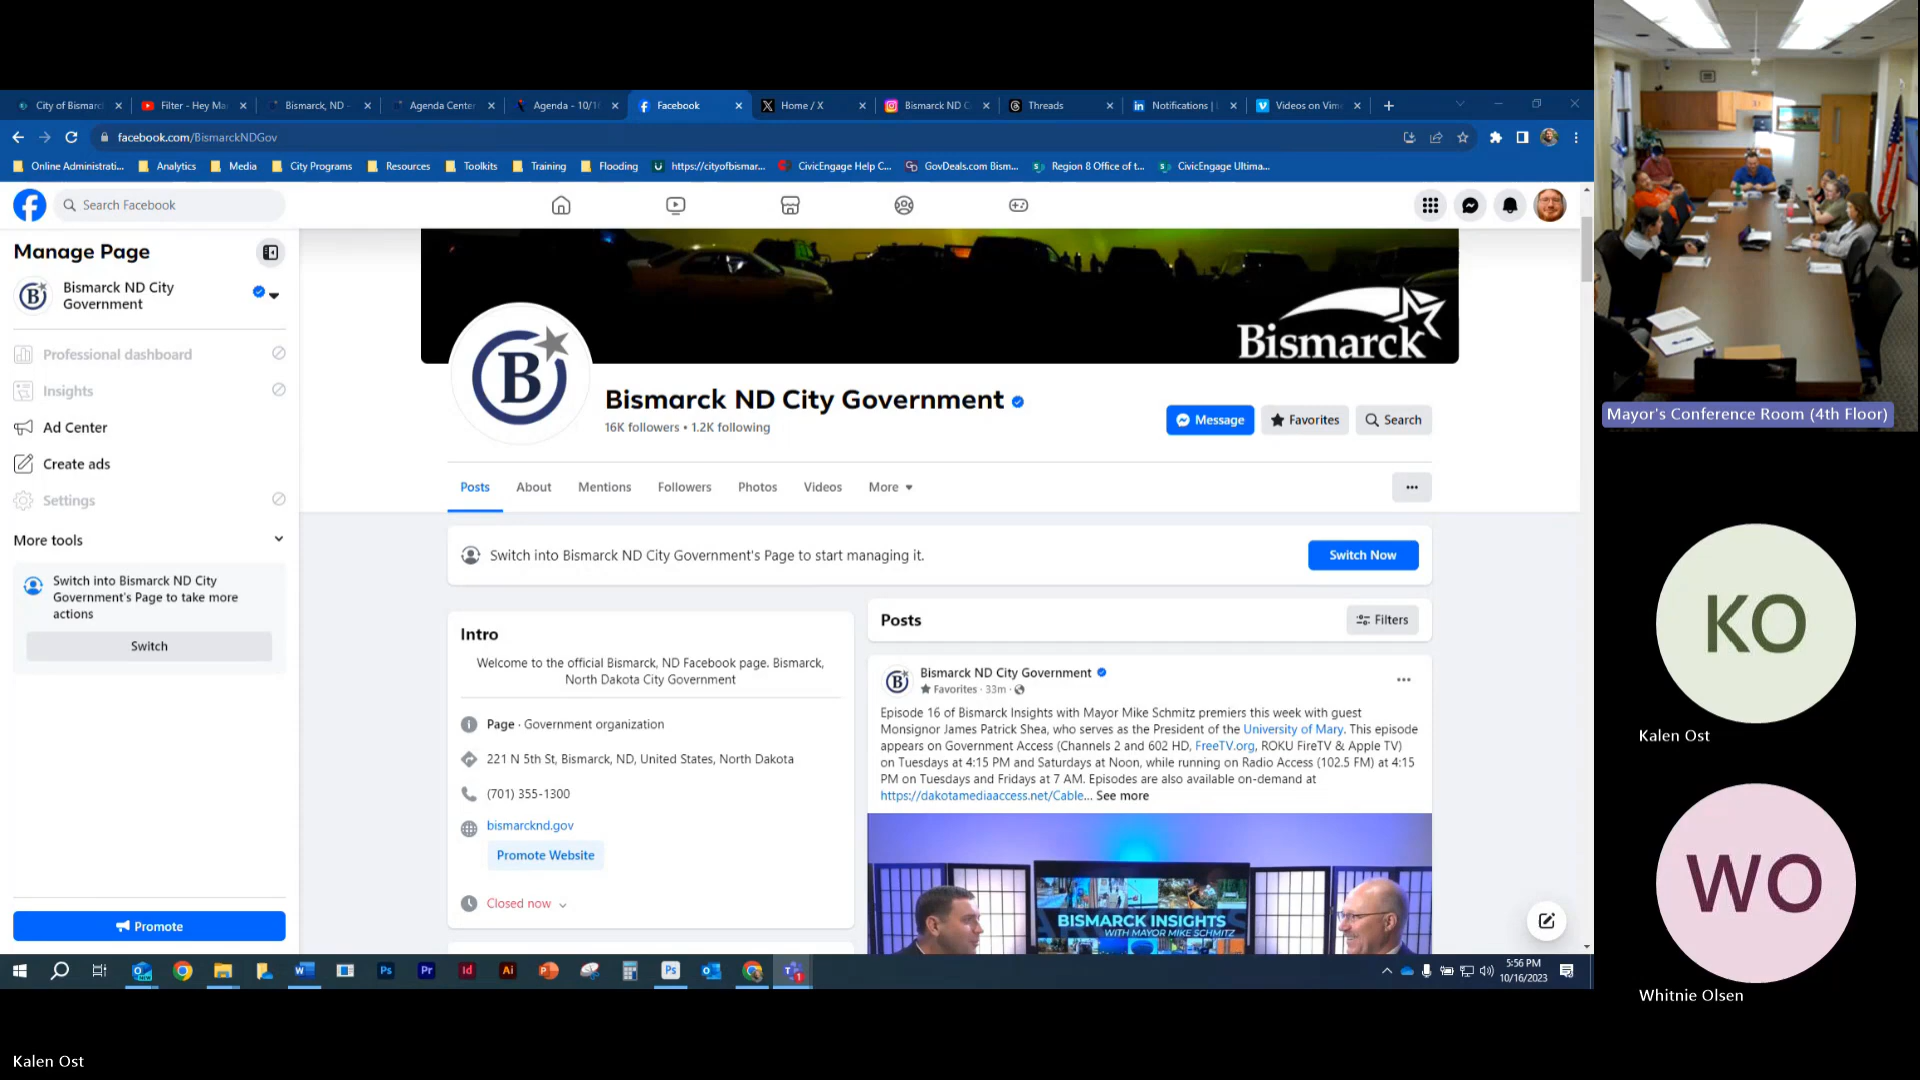 City of Bismarc
Filter - Hey Ma
Bismarck, ND -
Agenda Center
Agenda - 10/1
Facebook
Home / X
Bismarck ND C
Threads
Notifications |
Videos on Vim
facebook.com/BismarckNDGov
Online Administrati...
Analytics
Media
City Programs
Resources
Toolkits
Training
Flooding
https://cityofbismar...
CivicEngage Help C...
GovDeals.com Bism...
Region 8 Office of t...
CivicEngage Ultima...
Search Facebook
Manage Page
Bismarck ND City
Government
Professional dashboard
Insights
Ad Center
Create ads
Settings
More tools
Switch into Bismarck ND City
Government's Page to take more
actions
Switch
Promote
Bismarck
B
Bismarck ND City Government
16K followers • 1.2K following
Message
Favorites
Search
Posts
About
Mentions
Followers
Photos
Videos
More
Switch into Bismarck ND City Government's Page to start managing it.
Switch Now
Intro
Welcome to the official Bismarck, ND Facebook page. Bismarck,
North Dakota City Government
Page · Government organization
221 N 5th St, Bismarck, ND, United States, North Dakota
(701) 355-1300
bismarcknd.gov
Promote Website
Closed now
Posts
Filters
Bismarck ND City Government
Favorites · 33m ·
Episode 16 of Bismarck Insights with Mayor Mike Schmitz premiers this week with guest
Monsignor James Patrick Shea, who serves as the President of the University of Mary. This episode
appears on Government Access (Channels 2 and 602 HD, FreeTV.org, ROKU FireTV & Apple TV)
on Tuesdays at 4:15 PM and Saturdays at Noon, while running on Radio Access (102.5 FM) at 4:15
PM on Tuesdays and Fridays at 7 AM. Episodes are also available on-demand at
https://dakotamediaaccess.net/Cable... See more
BISMARCK INSIGHTS
WITH MAYOR MIKE SCHMITZ
5:56 PM
10/16/2023
Mayor's Conference Room (4th Floor)
KO
Kalen Ost
WO
Whitnie Olsen
Kalen Ost